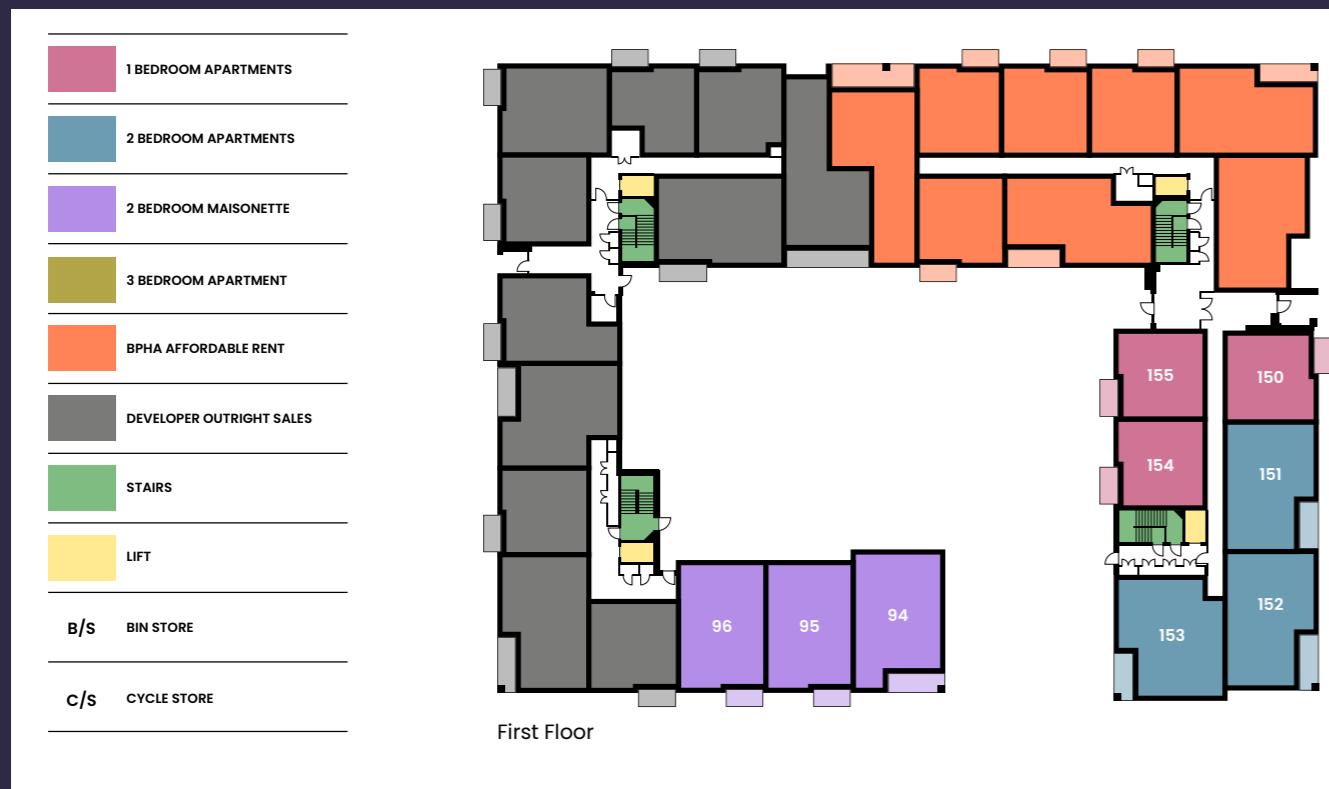 1 BEDROOM APARTMENTS
2 BEDROOM APARTMENTS
2 BEDROOM MAISONETTE
3 BEDROOM APARTMENT
BPHA AFFORDABLE RENT
DEVELOPER OUTRIGHT SALES
STAIRS
LIFT
B/S BIN STORE
C/S CYCLE STORE
155
150
154
151
152
153
96
95
94
First Floor